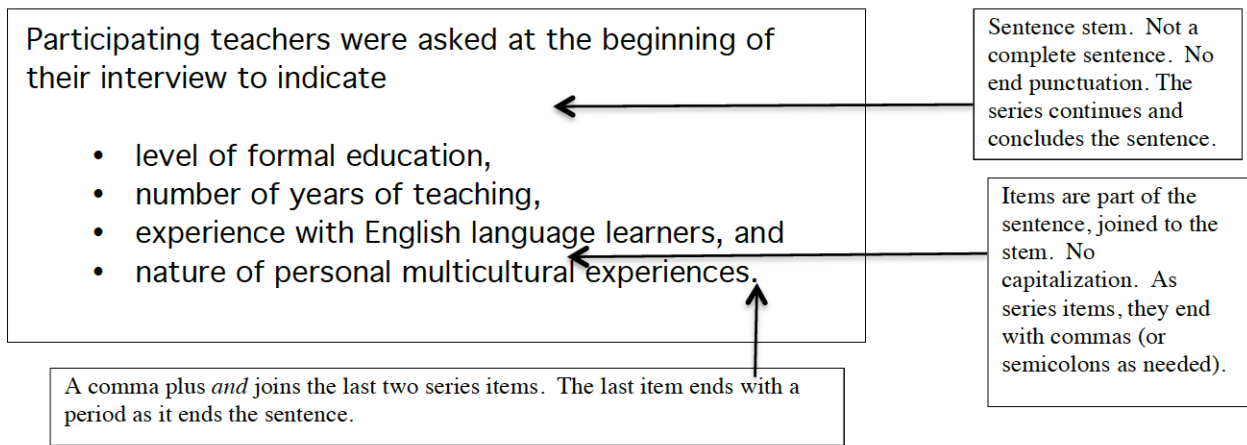 Participating teachers were asked at the beginning of
their interview to indicate
• level of formal education,
• number of years of teaching,
• experience with English language learners, and
• nature of personal multicultural experiences.
Sentence stem. Not a
complete sentence. No
end punctuation. The
series continues and
concludes the sentence.
Items are part of the
sentence, joined to the
stem. No
capitalization. As
series items, they end
with commas (or
semicolons as needed).
A comma plus and joins the last two series items. The last item ends with a
period as it ends the sentence.